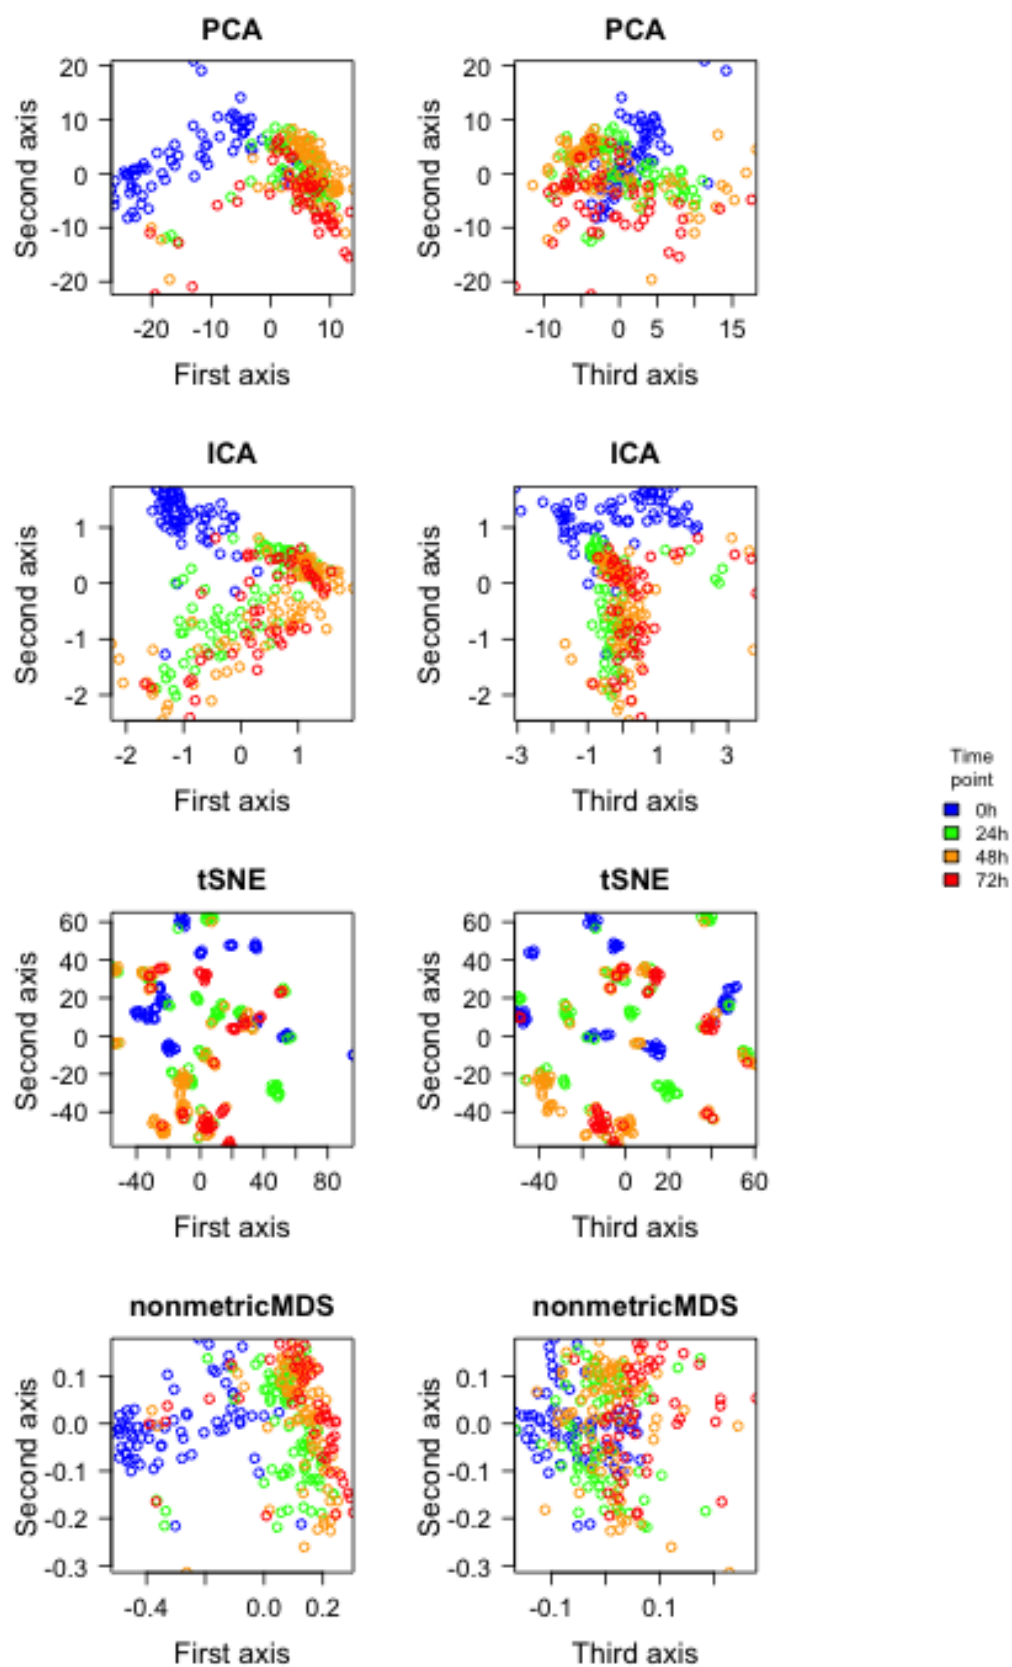 PCA PCA
20 20
10 10
0 0
-10 -10
-20 -20
Second axis Second axis
-20 -10 0 10 -10 0 5 15
First axis Third axis
ICA ICA
1 1
0 0
-1 -1
-2 -2
Second axis Second axis
-2 -1 0 1 -3 -1 1 3
First axis Third axis
Time
point
0h
24h
48h
72h
tSNE tSNE
60 60
40 40
20 20
0 0
-20 -20
-40 -40
Second axis Second axis
-40 0 40 80 -40 0 20 60
First axis Third axis
nonmetricMDS nonmetricMDS
0.1 0.1
0.0 0.0
-0.1 -0.1
-0.2 -0.2
-0.3 -0.3
Second axis Second axis
-0.4 0.0 0.2 -0.1 0.1
First axis Third axis